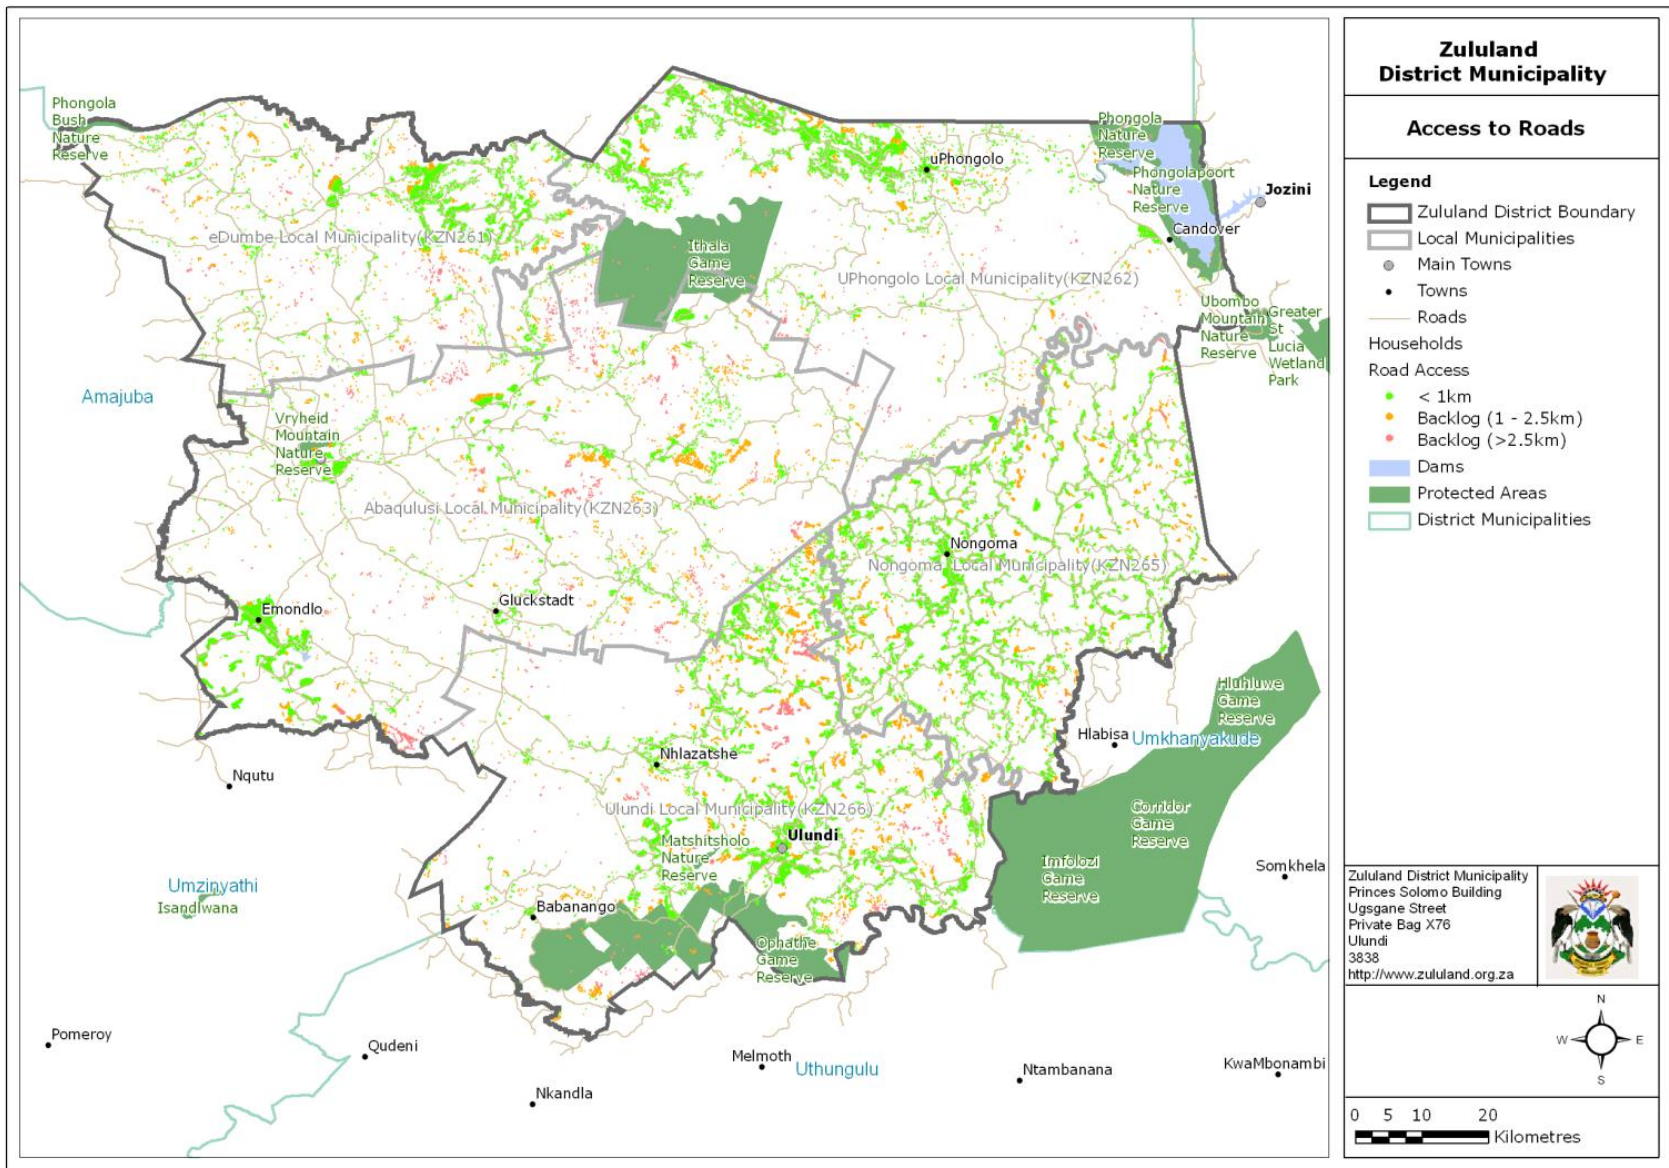 Zululand
District Municipality
Access to Roads
Legend
Zululand District Boundary
Local Municipalities
Main Towns
Towns
Roads
Households
Road Access
< 1km
Backlog (1 - 2.5km)
Backlog (>2.5km)
Dams
Protected Areas
District Municipalities
Zululand District Municipality
Princes Solomo Building
Ugsgane Street
Private Bag X76
Ulundi
3838
http://www.zululand.org.za
N
W
E
S
0 5 10 20
Kilometres
Phongola
Bush
Nature
Reserve
Phongola
Nature
Reserve
uPhongolo
Phongolapoort
Nature
Reserve
Jozini
Candover
eDumbe Local Municipality(KZN261)
Ithala
Game
Reserve
UPhongolo Local Municipality(KZN262)
Ubombo
Mountain
Nature
Reserve
Greater
St
Lucia
Wetland
Park
Amajuba
Vryheid
Mountain
Nature
Reserve
Abaqulusi Local Municipality(KZN263)
Nongoma
Nongoma Local Municipality(KZN265)
Emondlo
Gluckstadt
Hluhluwe
Game
Reserve
Hlabisa
Umkhanyakude
Nqutu
Nhlazatshe
Ulundi Local Municipality(KZN266)
Ulundi
Matshitsholo
Nature
Reserve
Corridor
Game
Reserve
Imfolozi
Game
Reserve
Somkhela
Umzinyathi
Isandlwana
Babanango
Ophathe
Game
Reserve
Pomeroy
Qudeni
Nkandla
Melmoth
Uthungulu
Ntambanana
KwaMbonambi